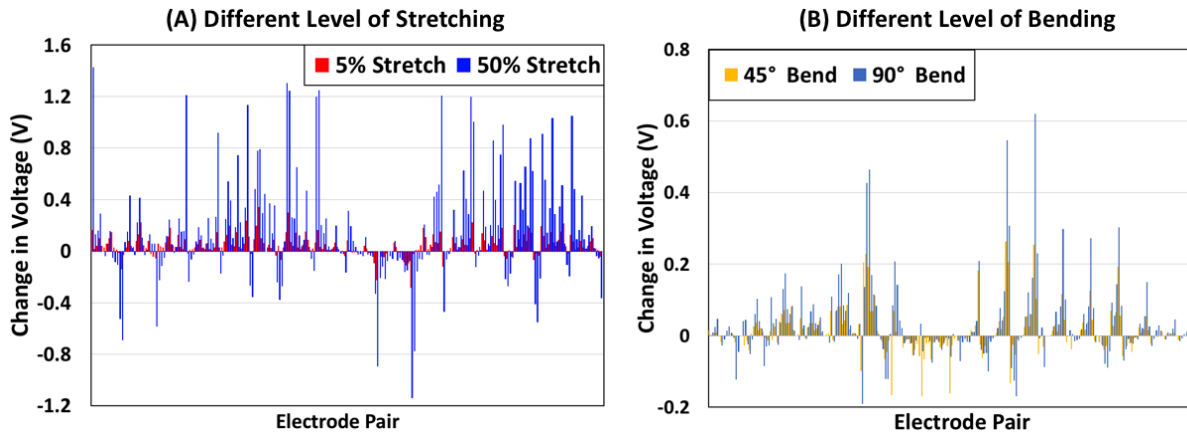 (A) Different Level of Stretching
1.6
1.2
0.8
0.4
0
-0.4
-0.8
-1.2
Change in Voltage (V)
5% Stretch 50% Stretch
Electrode Pair
(B) Different Level of Bending
0.8
0.6
0.4
0.2
0
-0.2
Change in Voltage (V)
45° Bend 90° Bend
Electrode Pair